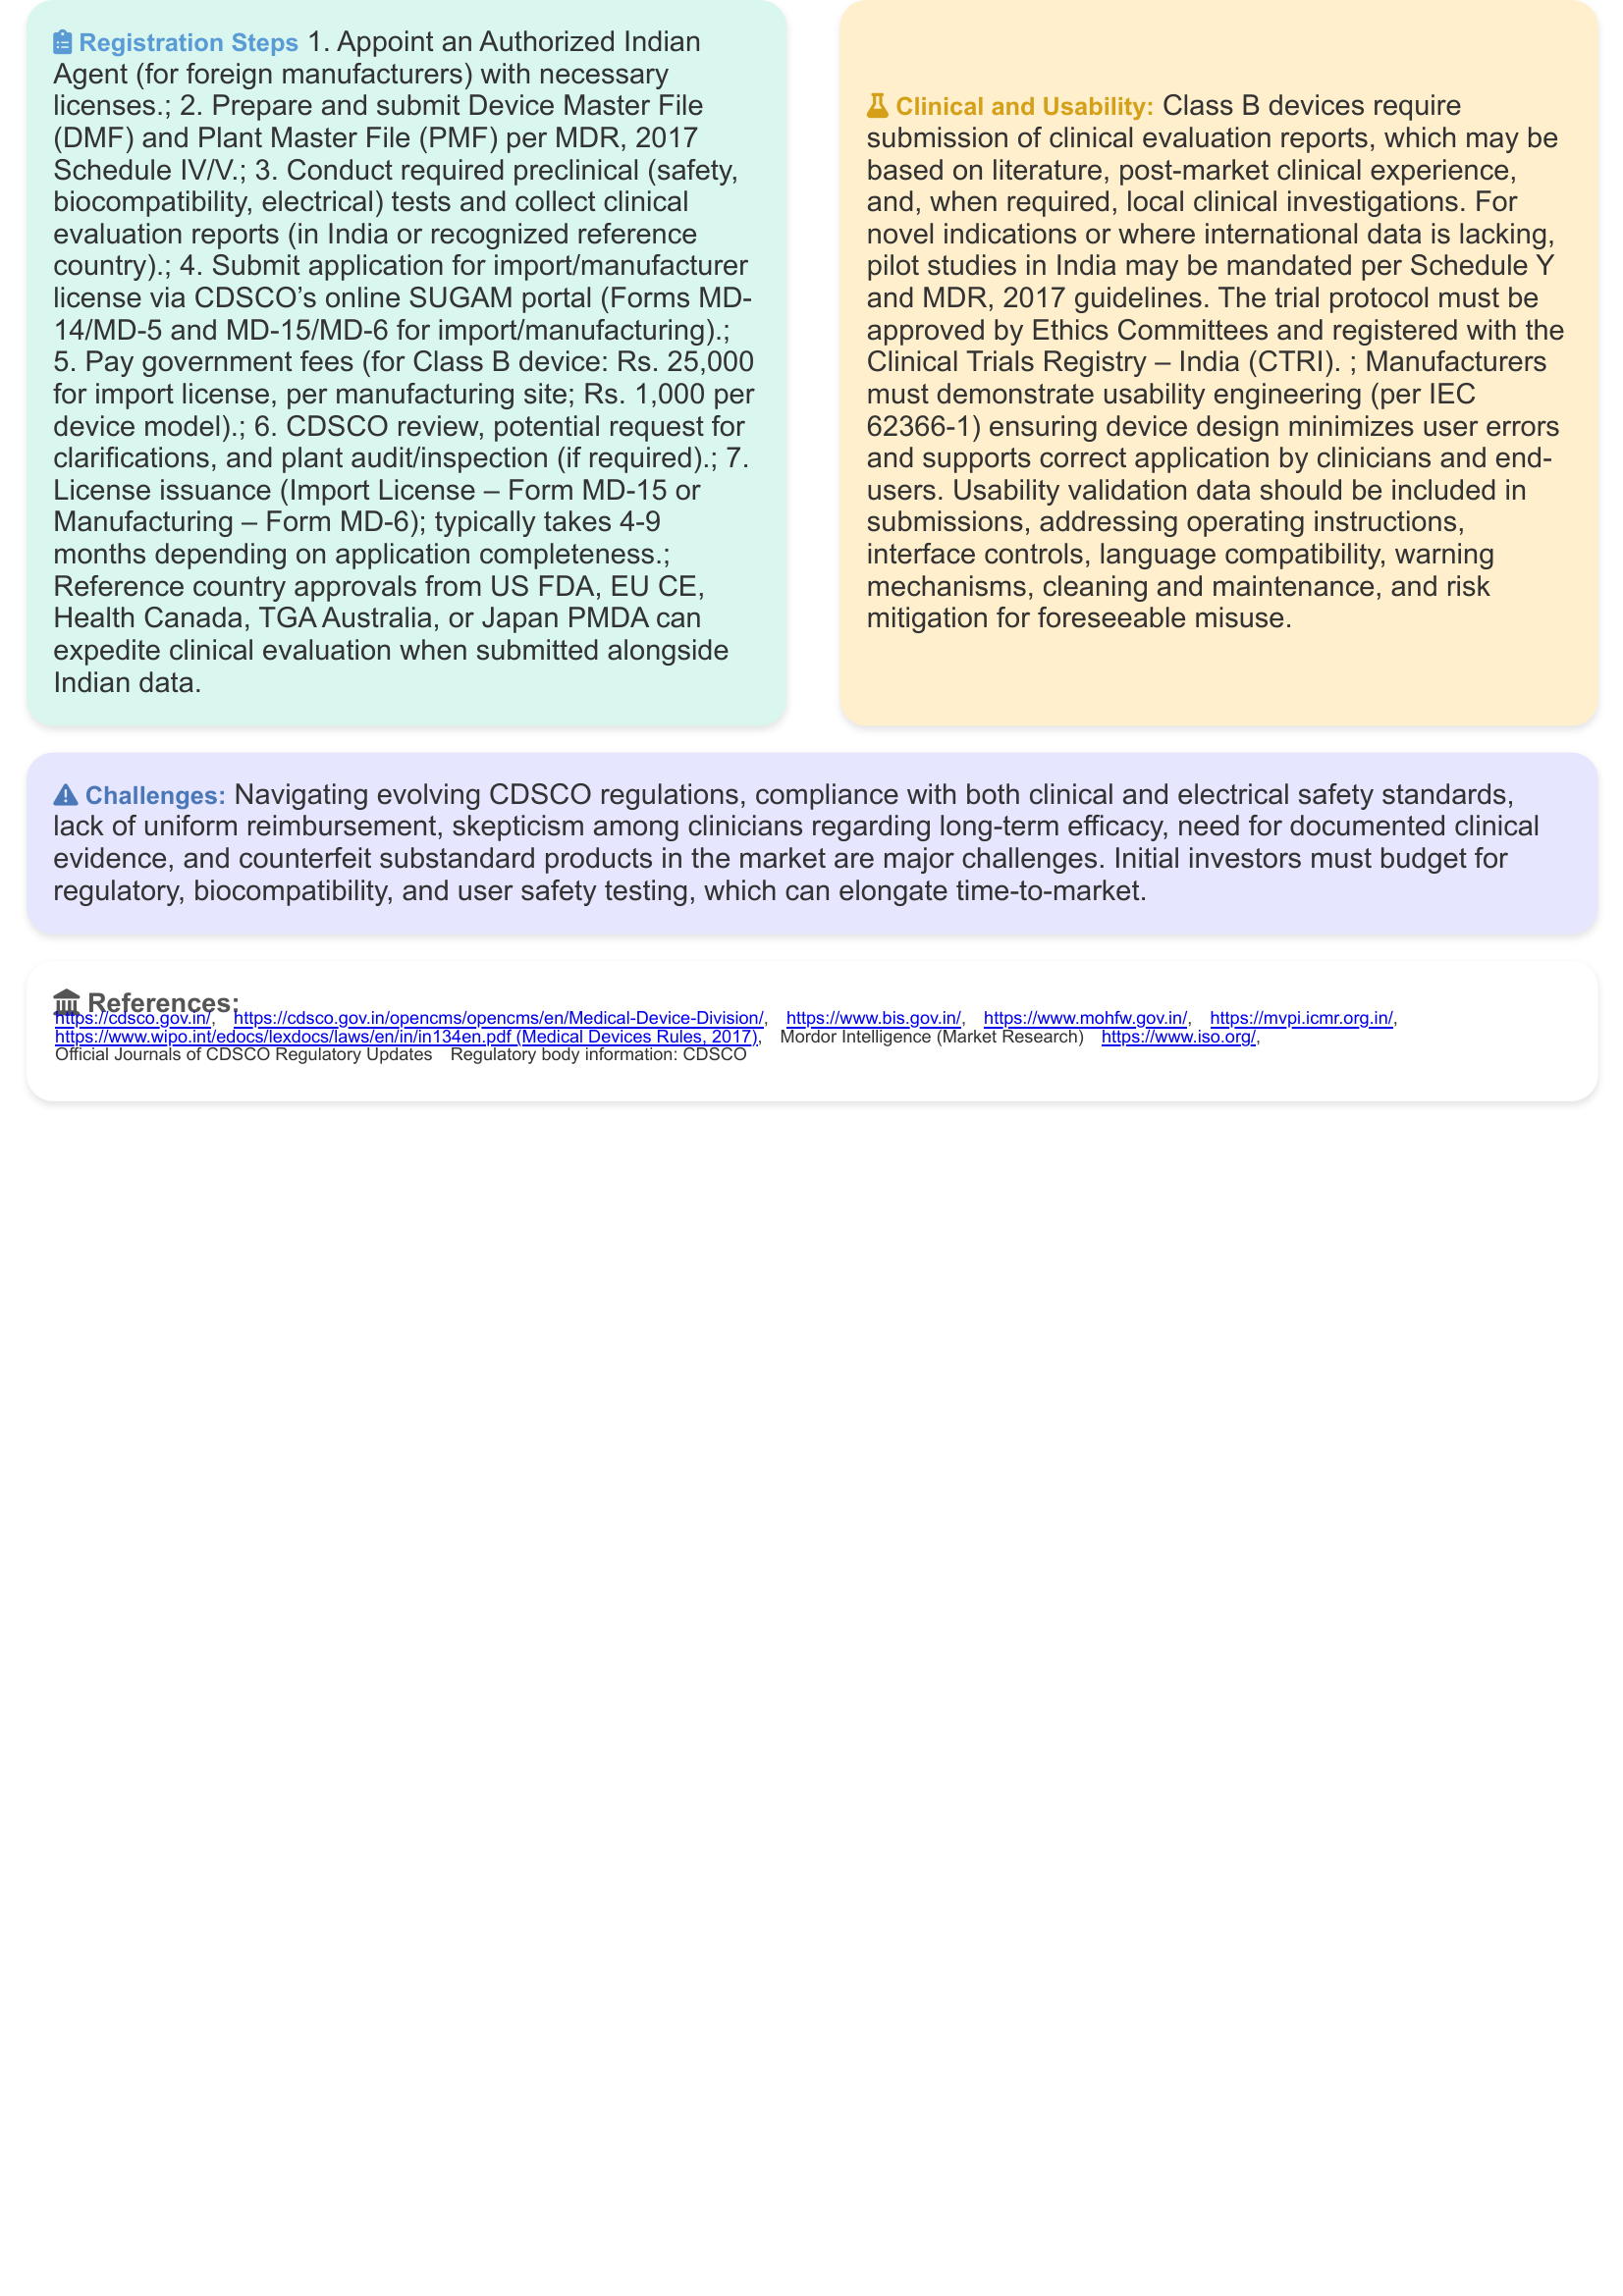 Registration Steps 1. Appoint an Authorized Indian
Agent (for foreign manufacturers) with necessary
licenses.; 2. Prepare and submit Device Master File
(DMF) and Plant Master File (PMF) per MDR, 2017
Schedule IV/V.; 3. Conduct required preclinical (safety,
biocompatibility, electrical) tests and collect clinical
evaluation reports (in India or recognized reference
country).; 4. Submit application for import/manufacturer
license via CDSCO’s online SUGAM portal (Forms MD-
14/MD-5 and MD-15/MD-6 for import/manufacturing).;
5. Pay government fees (for Class B device: Rs. 25,000
for import license, per manufacturing site; Rs. 1,000 per
device model).; 6. CDSCO review, potential request for
clarifications, and plant audit/inspection (if required).; 7.
License issuance (Import License – Form MD-15 or
Manufacturing – Form MD-6); typically takes 4-9
months depending on application completeness.;
Reference country approvals from US FDA, EU CE,
Health Canada, TGA Australia, or Japan PMDA can
expedite clinical evaluation when submitted alongside
Indian data.
Clinical and Usability: Class B devices require
submission of clinical evaluation reports, which may be
based on literature, post-market clinical experience,
and, when required, local clinical investigations. For
novel indications or where international data is lacking,
pilot studies in India may be mandated per Schedule Y
and MDR, 2017 guidelines. The trial protocol must be
approved by Ethics Committees and registered with the
Clinical Trials Registry – India (CTRI). ; Manufacturers
must demonstrate usability engineering (per IEC
62366-1) ensuring device design minimizes user errors
and supports correct application by clinicians and end-
users. Usability validation data should be included in
submissions, addressing operating instructions,
interface controls, language compatibility, warning
mechanisms, cleaning and maintenance, and risk
mitigation for foreseeable misuse.
Challenges: Navigating evolving CDSCO regulations, compliance with both clinical and electrical safety standards,
lack of uniform reimbursement, skepticism among clinicians regarding long-term efficacy, need for documented clinical
evidence, and counterfeit substandard products in the market are major challenges. Initial investors must budget for
regulatory, biocompatibility, and user safety testing, which can elongate time-to-market.
References:
https://cdsco.gov.in/, https://cdsco.gov.in/opencms/opencms/en/Medical-Device-Division/, https://www.bis.gov.in/, https://www.mohfw.gov.in/, https://mvpi.icmr.org.in/,
https://www.wipo.int/edocs/lexdocs/laws/en/in/in134en.pdf (Medical Devices Rules, 2017), Mordor Intelligence (Market Research) https://www.iso.org/,
Official Journals of CDSCO Regulatory Updates Regulatory body information: CDSCO